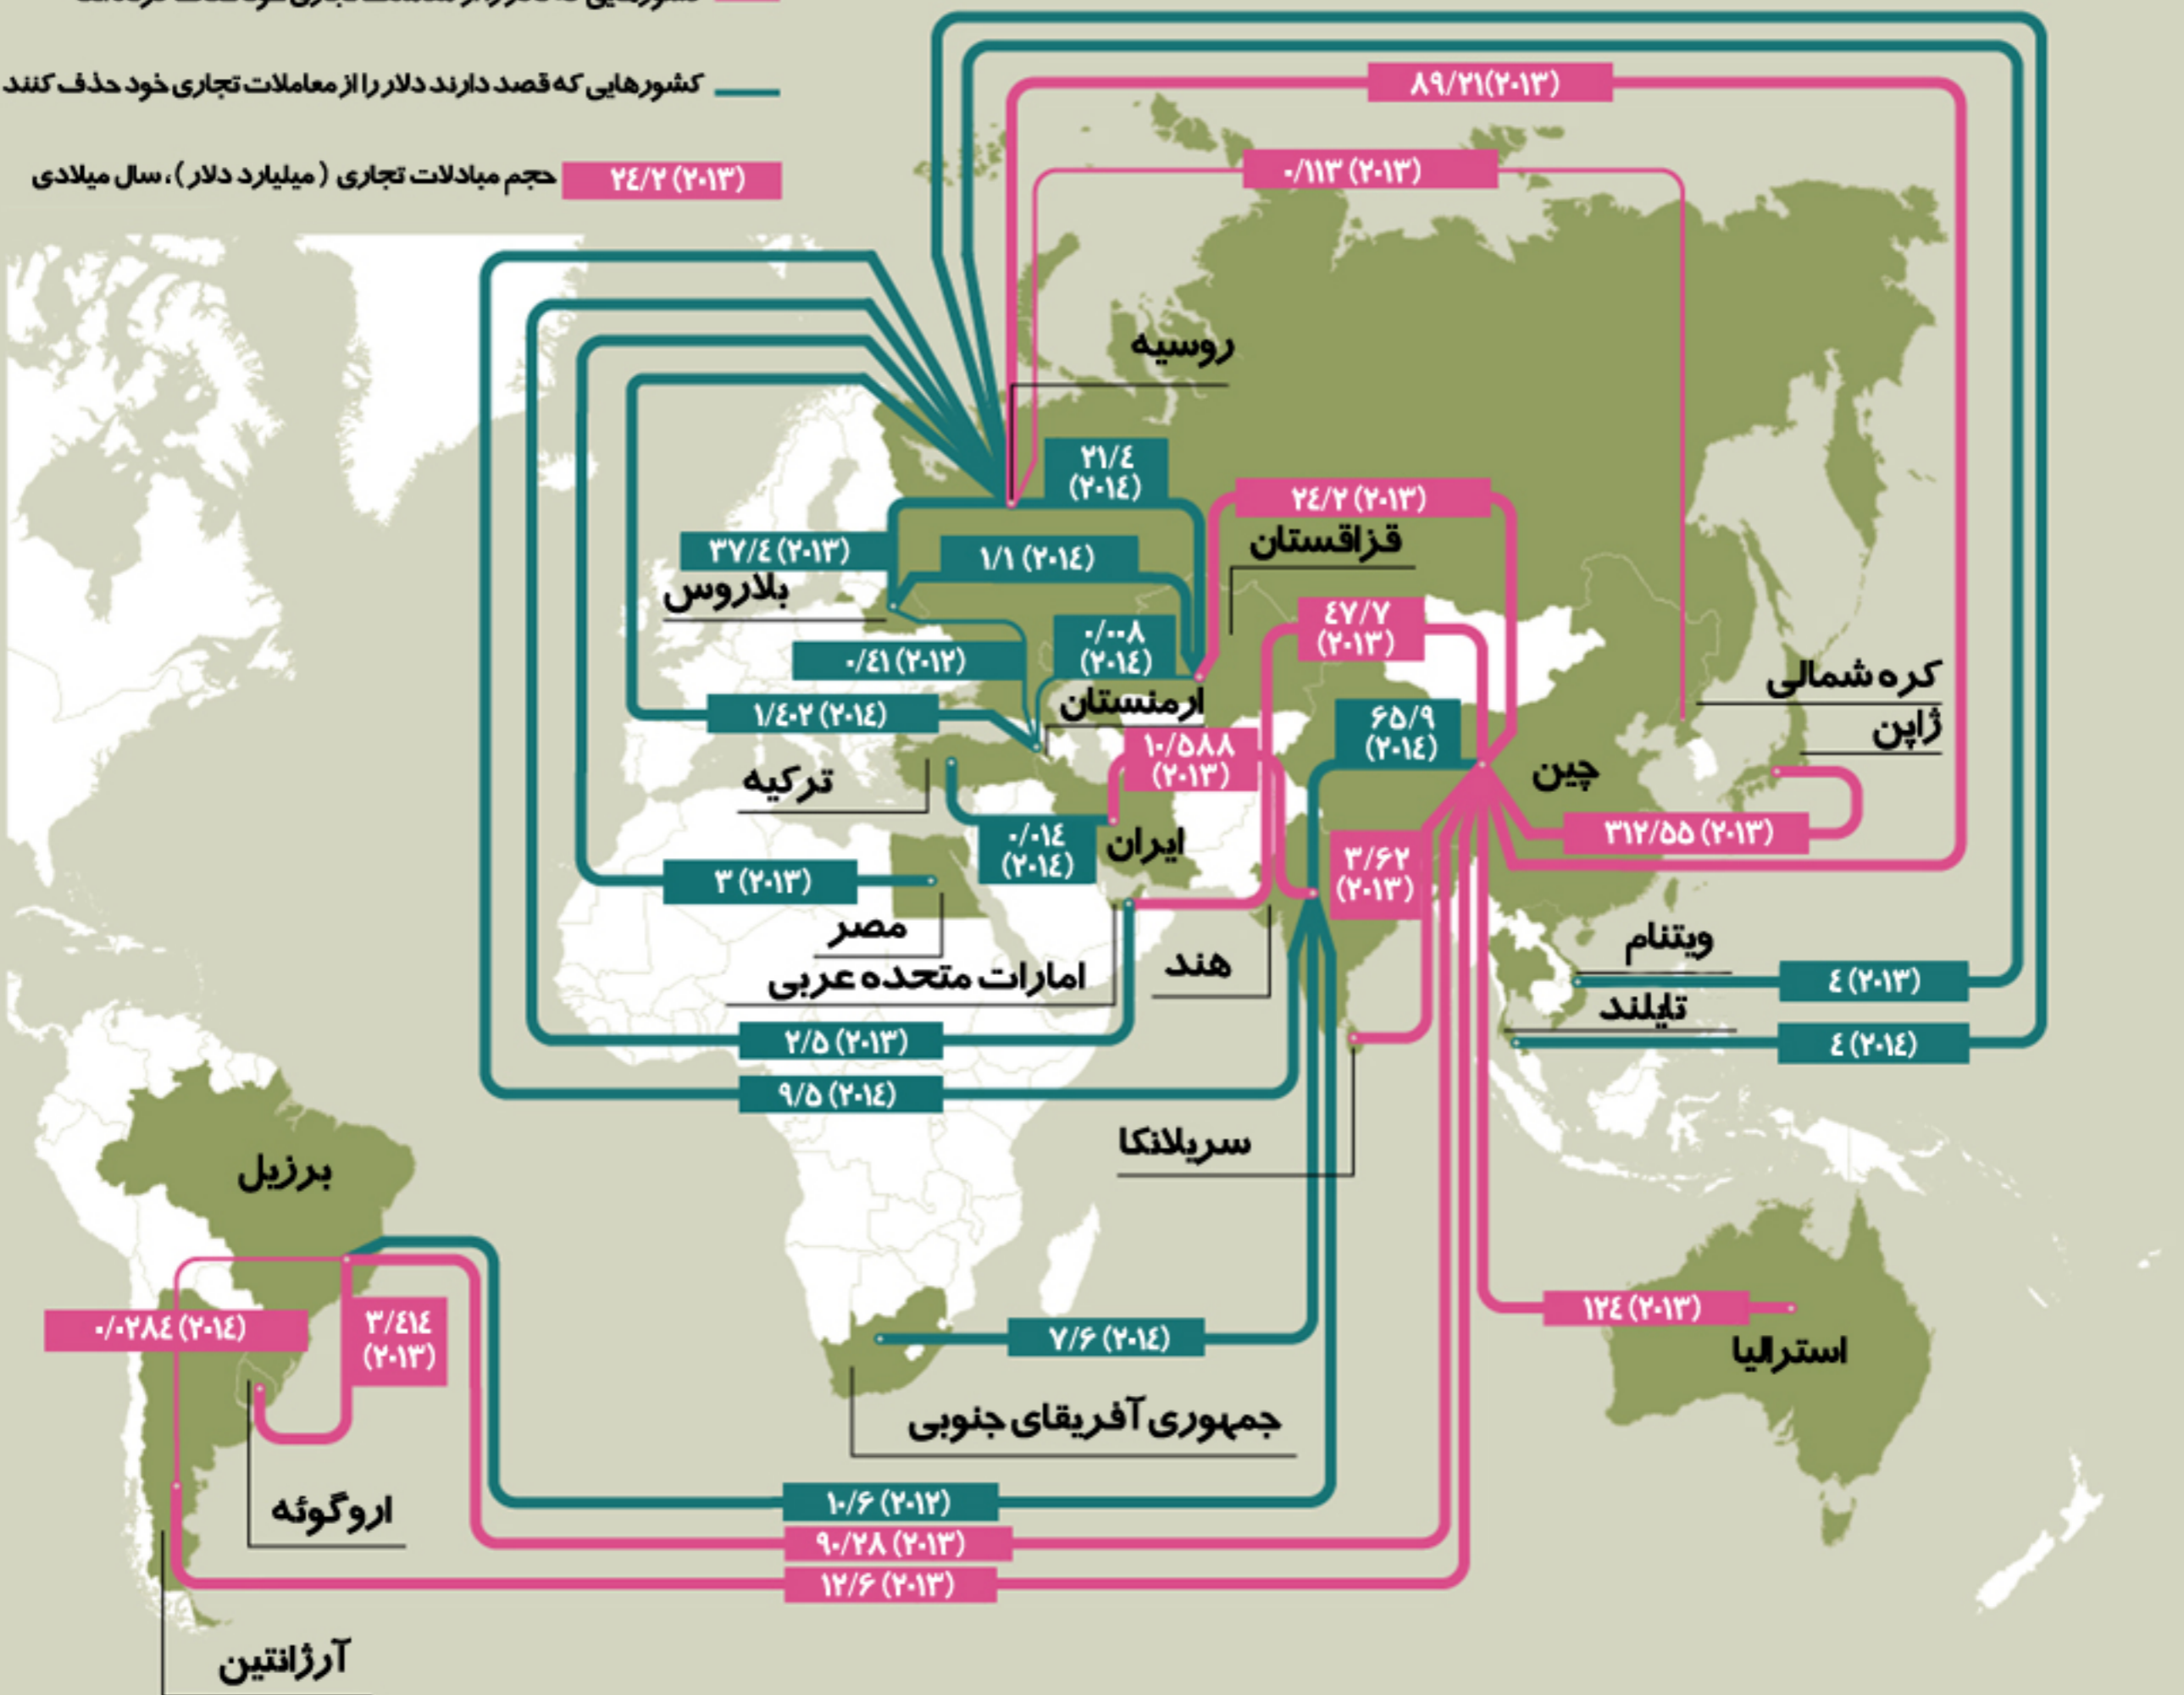 کشورهایی که قصد دارند دلار را از معاملات تجاری خود حذف کنند
حجم مبادلات تجاری (میلیارد دلار)، سال میلادی
۲٤/۲ (۲۰۱۳)
۸۹/۲۱(۲۰۱۳)
۰/۱۱۳ (۲۰۱۳)
روسیه
۲۱/٤
(۲۰۱٤)
۲٤/۲ (۲۰۱۳)
قزاقستان
۳۷/٤ (۲۰۱۳)
۱/۱ (۲۰۱٤)
بلاروس
٤۷/۷
(۲۰۱۳)
۰/٤۱ (۲۰۱۲)
۰/۰۰۸
(۲۰۱٤)
کره شمالی
ارمنستان
۱/٤۰۲ (۲۰۱٤)
۶۵/۹
(۲۰۱٤)
ژاپن
۱۰/۵۸۸
(۲۰۱۳)
چین
ترکیه
۳۱۲/۵۵ (۲۰۱۳)
۰/۰۱٤
(۲۰۱٤)
ایران
۳/۶۲
(۲۰۱۳)
۳ (۲۰۱۳)
مصر
ویتنام
هند
امارات متحده عربی
٤ (۲۰۱۳)
تایلند
۲/۵ (۲۰۱۳)
٤ (۲۰۱٤)
۹/۵ (۲۰۱٤)
سریلانکا
برزیل
۰/۰۲۸٤ (۲۰۱٤)
۳/٤۱٤
(۲۰۱۳)
۱۲٤ (۲۰۱۳)
۷/۶ (۲۰۱٤)
استرالیا
جمهوری آفریقای جنوبی
اروگوئه
۱۰/۶ (۲۰۱۲)
۹۰/۲۸ (۲۰۱۳)
۱۲/۶ (۲۰۱۳)
آرژانتین